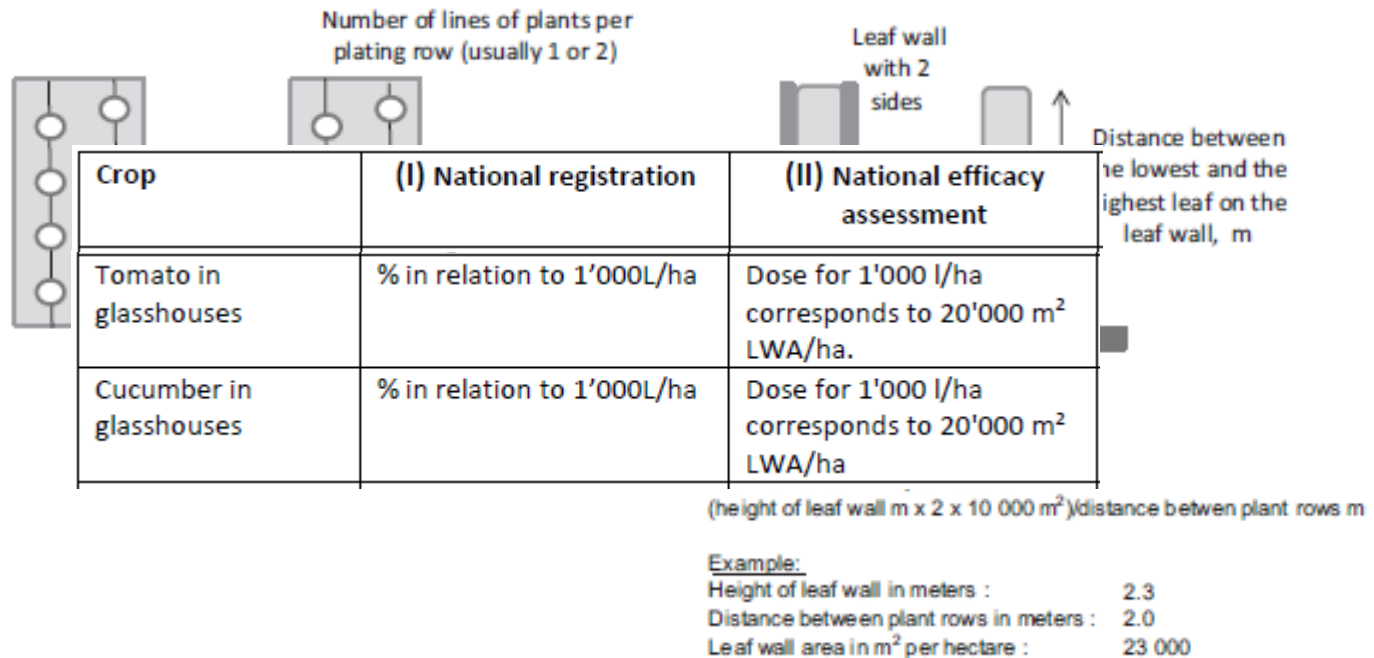 Number of lines of plants per
plating row (usually 1 or 2)
Leaf wall
with 2
sides
Distance between
lowest and the
highest leaf on the
leaf wall, m
Crop
(I) National registration
(II) National efficacy
assessment
Tomato in
glasshouses
% in relation to 1’000L/ha
Dose for 1'000 l/ha
corresponds to 20'000 m²
LWA/ha.
Cucumber in
glasshouses
% in relation to 1’000L/ha
Dose for 1'000 l/ha
corresponds to 20'000 m²
LWA/ha
(height of leaf wall m x 2 x 10 000 m²)/distance betwen plant rows m
Example:
Height of leaf wall in meters : 2.3
Distance between plant rows in meters : 2.0
Leaf wall area in m² per hectare : 23 000